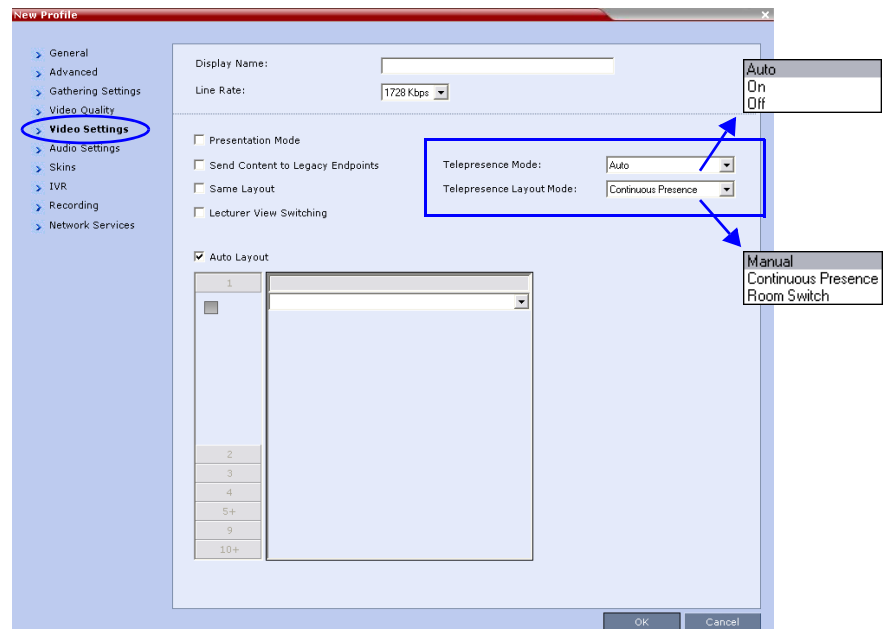 New Profile
General
Advanced
Gathering Settings
Video Quality
Video Settings
Audio Settings
Skins
IVR
Recording
Network Services
Display Name:
Line Rate:
1728 Kbps
Presentation Mode
Send Content to Legacy Endpoints
Same Layout
Lecturer View Switching
Telepresence Mode:
Auto
Telepresence Layout Mode:
Continuous Presence
Auto
On
Off
Manual
Continuous Presence
Room Switch
Auto Layout
1
2
3
4
5+
9
10+
OK
Cancel